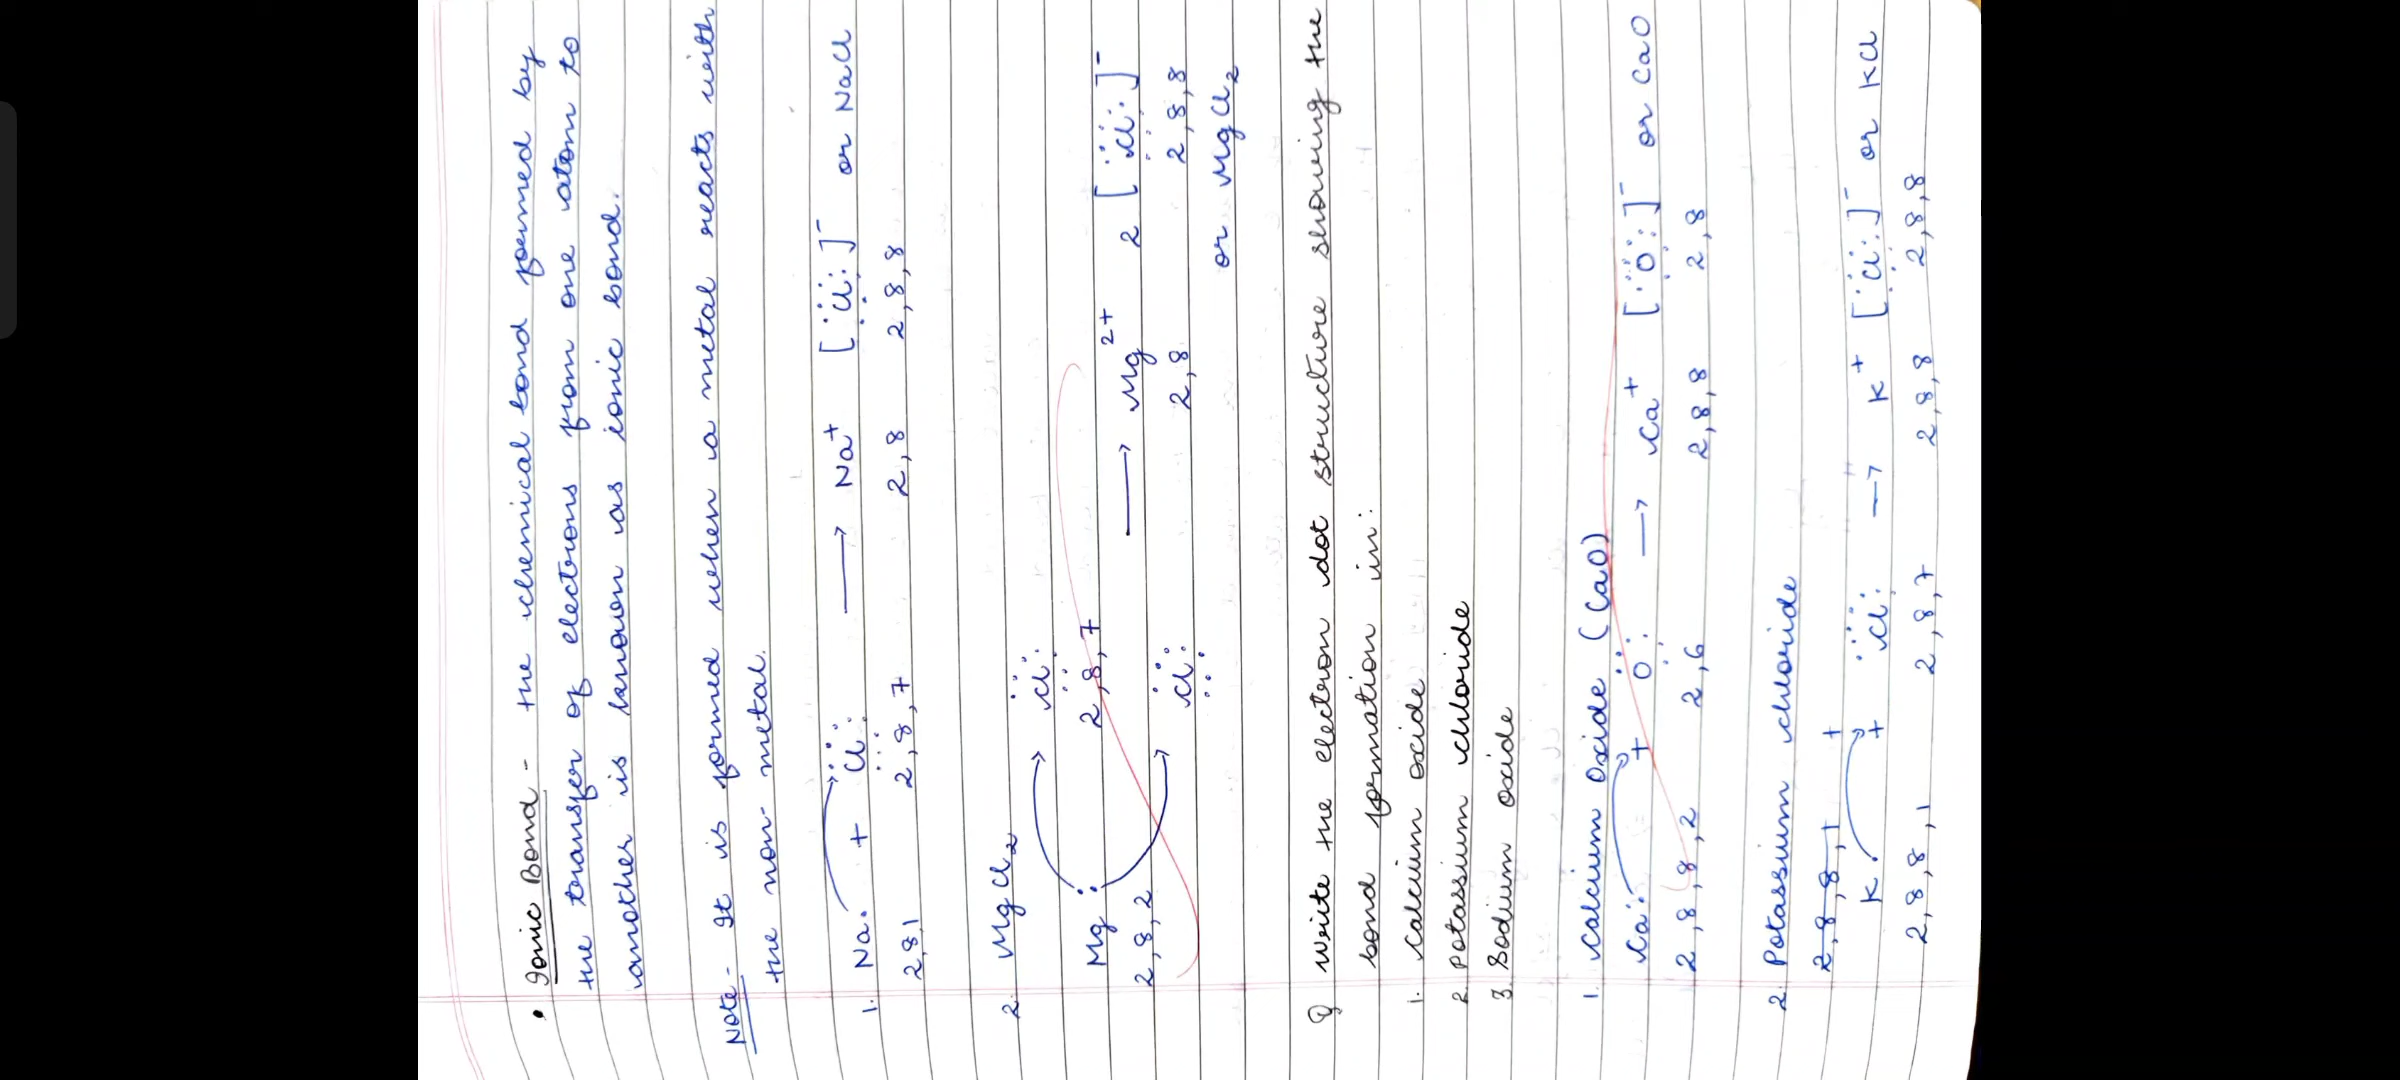 • Ionic Bond - the chemical bond formed by
the transfer of electrons from one atom to
another is known as ionic bond.
Note - It is formed when a metal reacts with
the non-metal.
1. Na. + Cl → Na⁺ [Cl]⁻ or NaCl
2,8,1 2,8,7 2,8 2,8,8
2. MgCl₂
Cl
Mg: 2,8,7 → Mg²⁺ 2 [Cl]⁻
2,8,2 Cl 2,8 2,8,8
or MgCl₂
Q write the electron dot structure showing the
bond formation in:
1. Calcium oxide
2. Potassium chloride
3. Sodium oxide
1. Calcium Oxide (CaO)
Ca: + O → Ca⁺ [O]⁻ or CaO
2,8,8,2 2,6 2,8,8 2,8
2. Potassium chloride
2,8,8,1 +
K. + Cl → K⁺ [Cl]⁻ or KCl
2,8,8,1 2,8,7 2,8,8 2,8,8